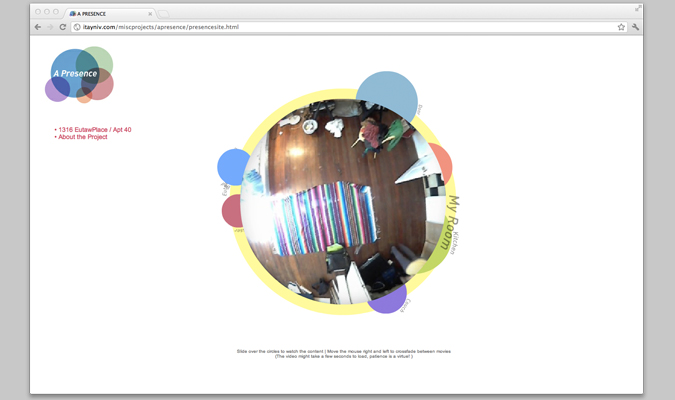 A PRESENCE
itayniv.com/miscprojects/apresence/presencesite.html
A Presence
• 1316 EutawPlace / Apt 40
• About the Project
My Room
Kitchen
Slide over the circles to watch the content | Move the mouse right and left to crossfade between movies
(The video might take a few seconds to load, patience is a virtue! )